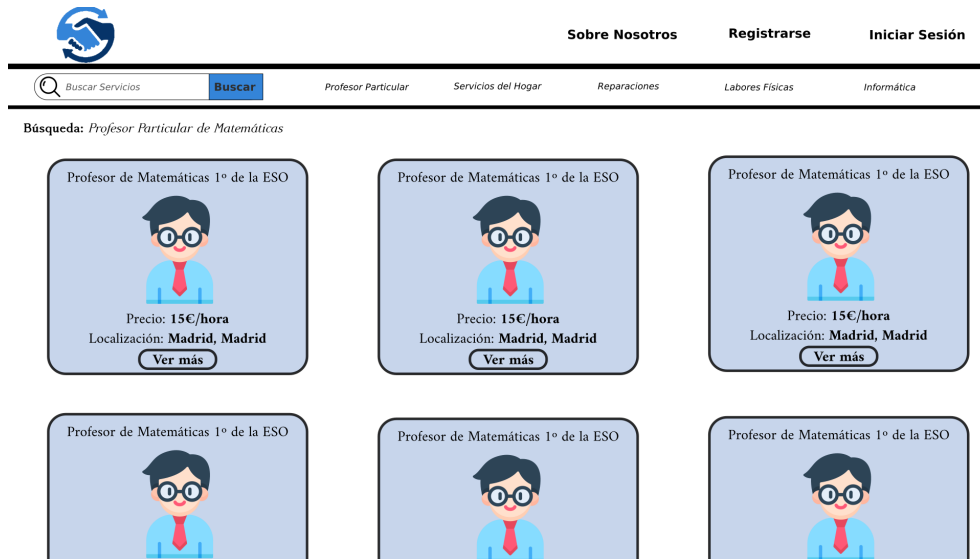 Sobre Nosotros Registrarse Iniciar Sesión
Buscar Servicios Buscar Profesor Particular Servicios del Hogar Reparaciones Labores Físicas Informática
Búsqueda: Profesor Particular de Matemáticas
Profesor de Matemáticas 1º de la ESO
Precio: 15€/hora
Localización: Madrid, Madrid
Ver más
Profesor de Matemáticas 1º de la ESO
Precio: 15€/hora
Localización: Madrid, Madrid
Ver más
Profesor de Matemáticas 1º de la ESO
Precio: 15€/hora
Localización: Madrid, Madrid
Ver más
Profesor de Matemáticas 1º de la ESO
Profesor de Matemáticas 1º de la ESO
Profesor de Matemáticas 1º de la ESO